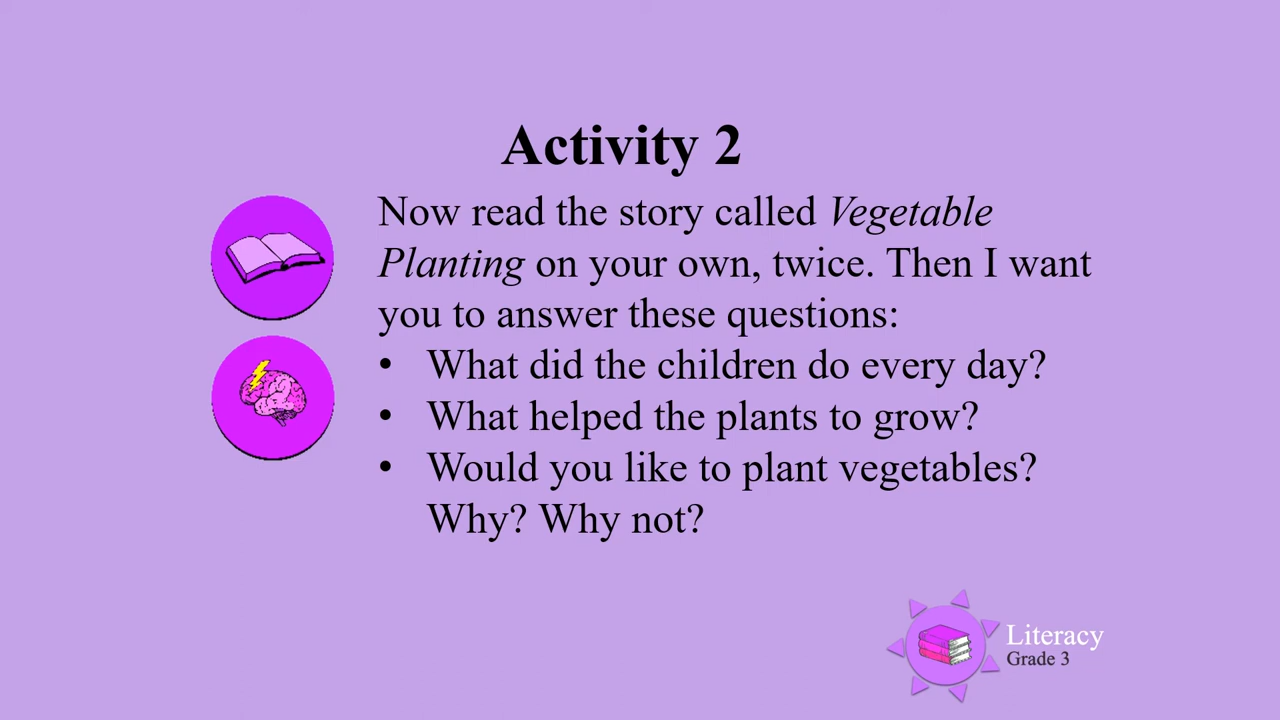 Activity 2
Now read the story called Vegetable
Planting on your own, twice. Then I want
you to answer these questions:
• What did the children do every day?
• What helped the plants to grow?
• Would you like to plant vegetables?
Why? Why not?
Literacy
Grade 3